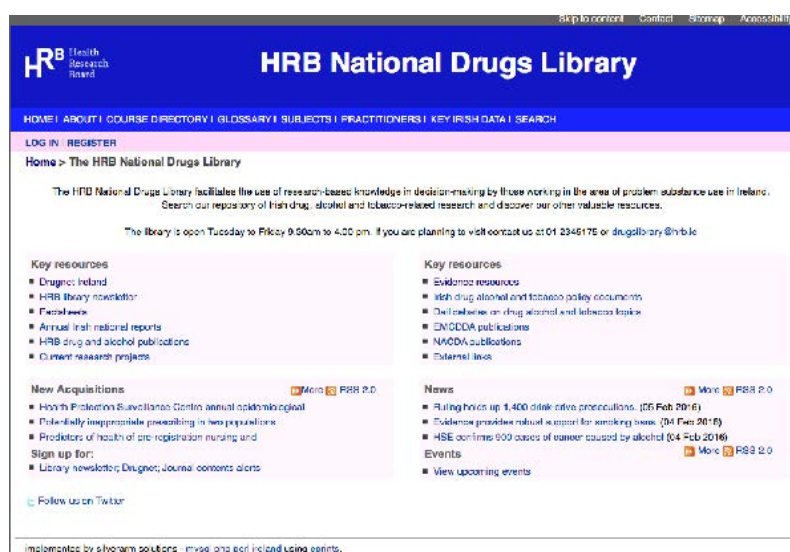 Skip to content Contact Sitemap Accessibility
HRB Health Research Board
HRB National Drugs Library
HOME | ABOUT | COURSE DIRECTORY | GLOSSARY | SUBJECTS | PRACTITIONERS | KEY IRISH DATA | SEARCH
LOG IN | REGISTER
Home > The HRB National Drugs Library
The HRB National Drugs Library facilitates the use of research-based knowledge in decision-making by those working in the area of problem substance use in Ireland.
Search our repository of Irish drug, alcohol and tobacco-related research and discover our other valuable resources.
The library is open Tuesday to Friday 9.30am to 4.00 pm. If you are planning to visit contact us at 01 2345175 or drugslibrary@hrb.ie
Key resources
Drugnet Ireland
HRB library newsletter
Factsheets
Annual Irish national reports
HRB drug and alcohol publications
Current research projects
Key resources
Evidence resources
Irish drug alcohol and tobacco policy documents
Dail debates on drug alcohol and tobacco topics
EMCDDA publications
NACDA publications
External links
New Acquisitions More RSS 2.0
Health Protection Surveillance Centre annual epidemiological
Potentially inappropriate prescribing in two populations
Predictors of health of pre-registration nursing and
Sign up for:
Library newsletter; Drugnet; Journal contents alerts
News More RSS 2.0
Ruling holds up 1,400 drink drive prosecutions. (05 Feb 2016)
Evidence provides robust support for smoking bans. (04 Feb 2016)
HSE confirms 900 cases of cancer caused by alcohol (04 Feb 2016)
Events More RSS 2.0
View upcoming events
Follow us on Twitter
implemented by silverarm solutions - mysql php perl ireland using eprints.